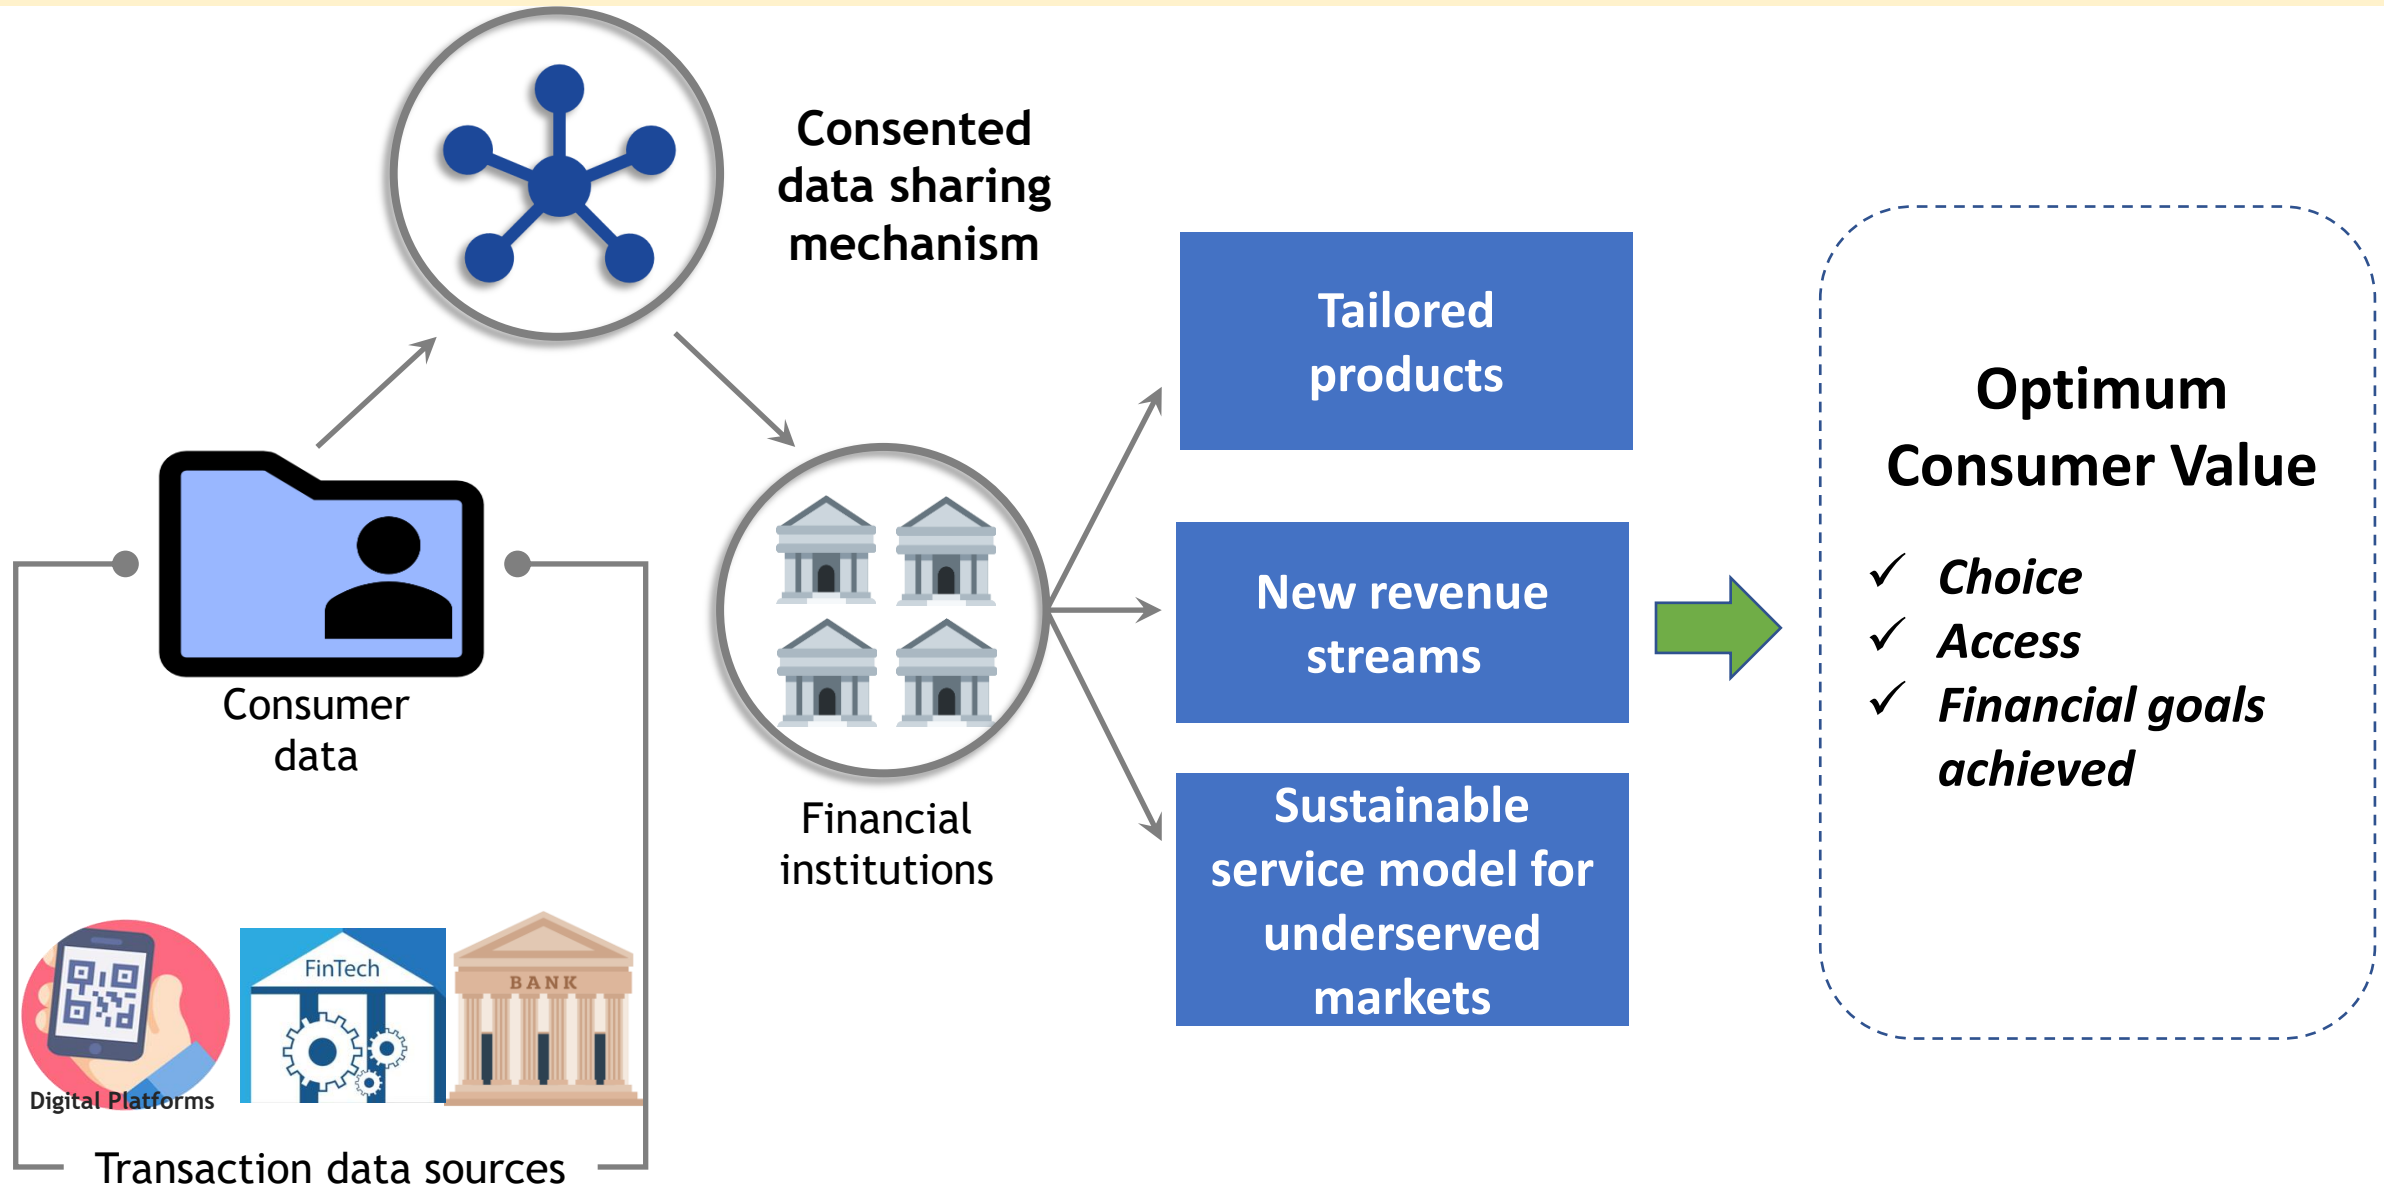 Consented
data sharing
mechanism
Consumer
data
Digital Platforms
FinTech
BANK
Transaction data sources
Financial
institutions
Tailored
products
New revenue
streams
Sustainable
service model for
underserved
markets
Optimum
Consumer Value
✓ Choice
✓ Access
✓ Financial goals
achieved